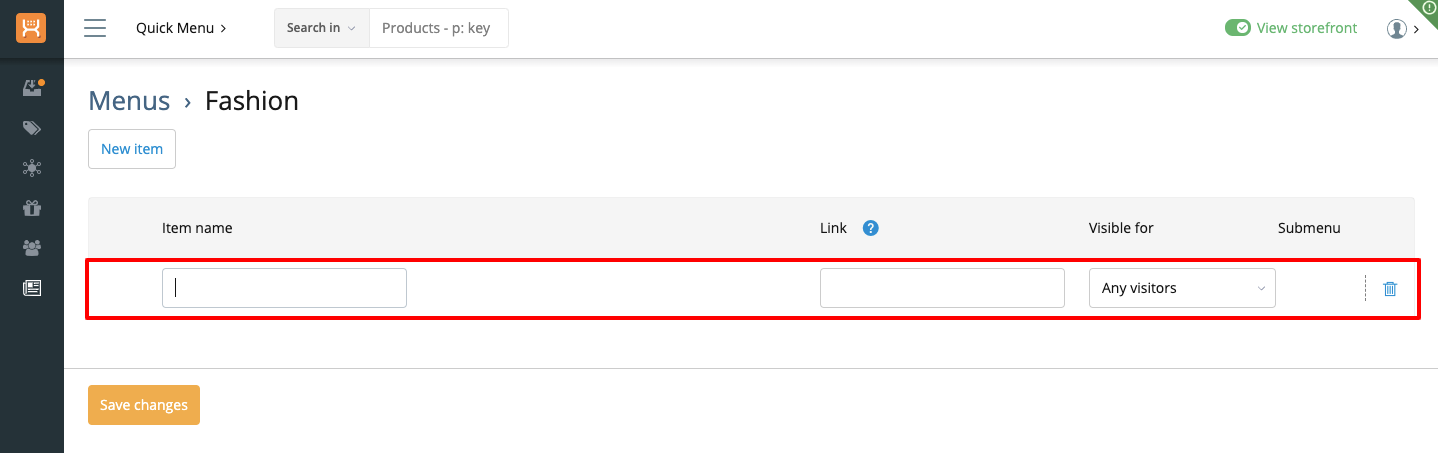 Quick Menu
Search in
Products - p: key
View storefront
Menus › Fashion
New item
Item name
Link ?
Visible for
Submenu
Any visitors
Save changes